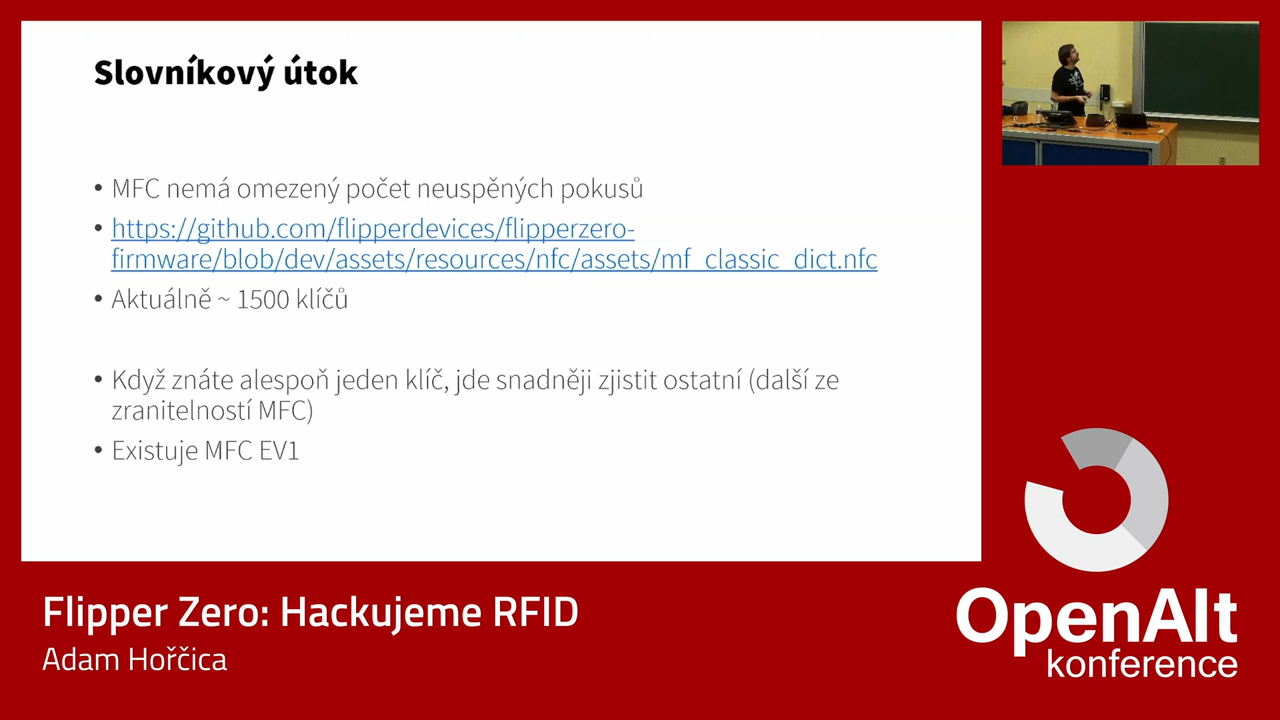 Slovníkový útok
• MFC nemá omezený počet neuspěných pokusů
• https://github.com/flipperdevices/flipperzero-
firmware/blob/dev/assets/resources/nfc/assets/mf_classic_dict.nfc
• Aktuálně ~ 1500 klíčů
• Když znáte alespoň jeden klíč, jde snadněji zjistit ostatní (další ze
zranitelností MFC)
• Existuje MFC EV1
Flipper Zero: Hackujeme RFID
Adam Hořčica
OpenAlt
konference